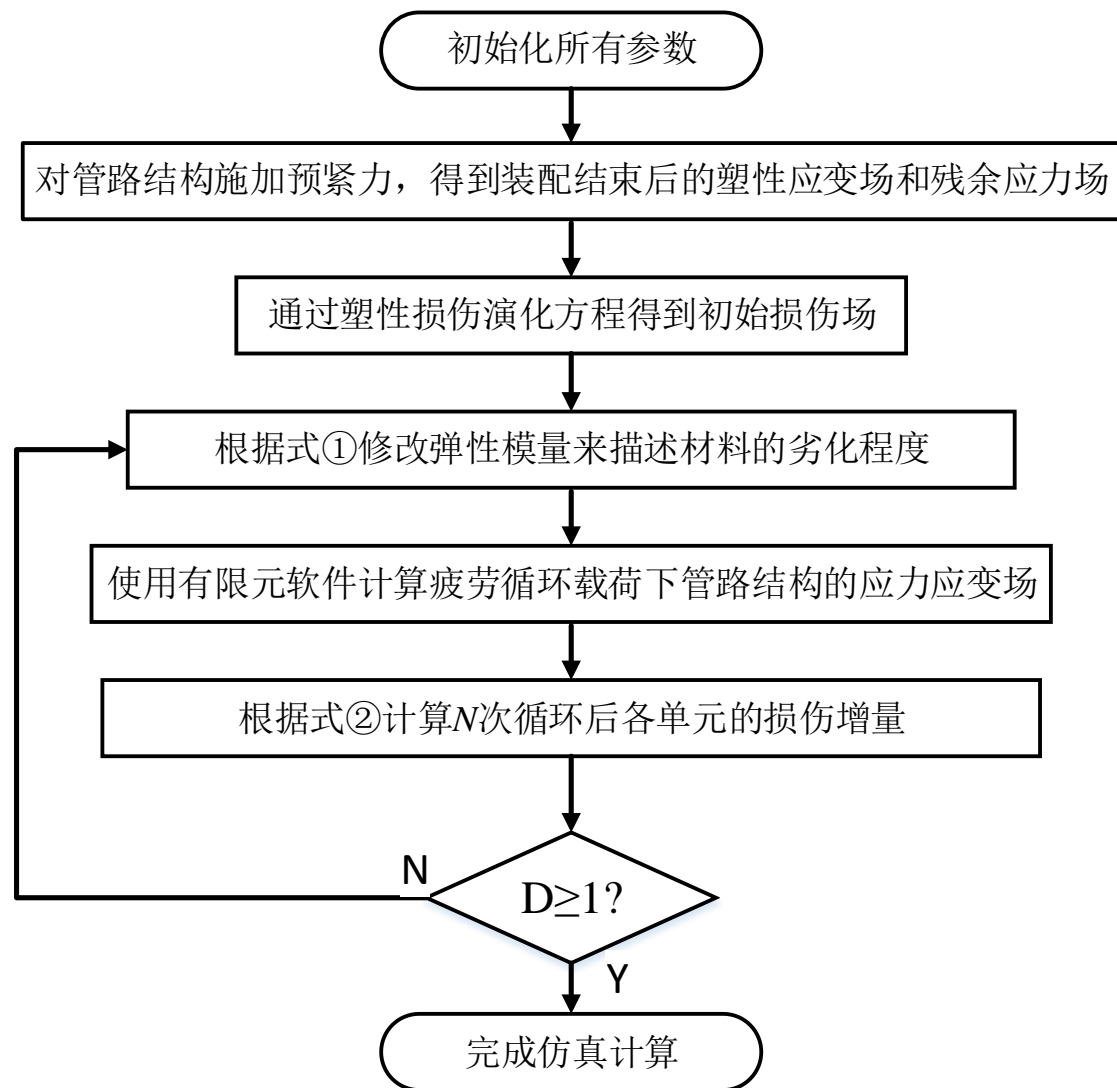 初始化所有参数
对管路结构施加预紧力，得到装配结束后的塑性应变场和残余应力场
通过塑性损伤演化方程得到初始损伤场
根据式①修改弹性模量来描述材料的劣化程度
使用有限元软件计算疲劳循环载荷下管路结构的应力应变场
根据式②计算N次循环后各单元的损伤增量
N
D≥1?
Y
完成仿真计算